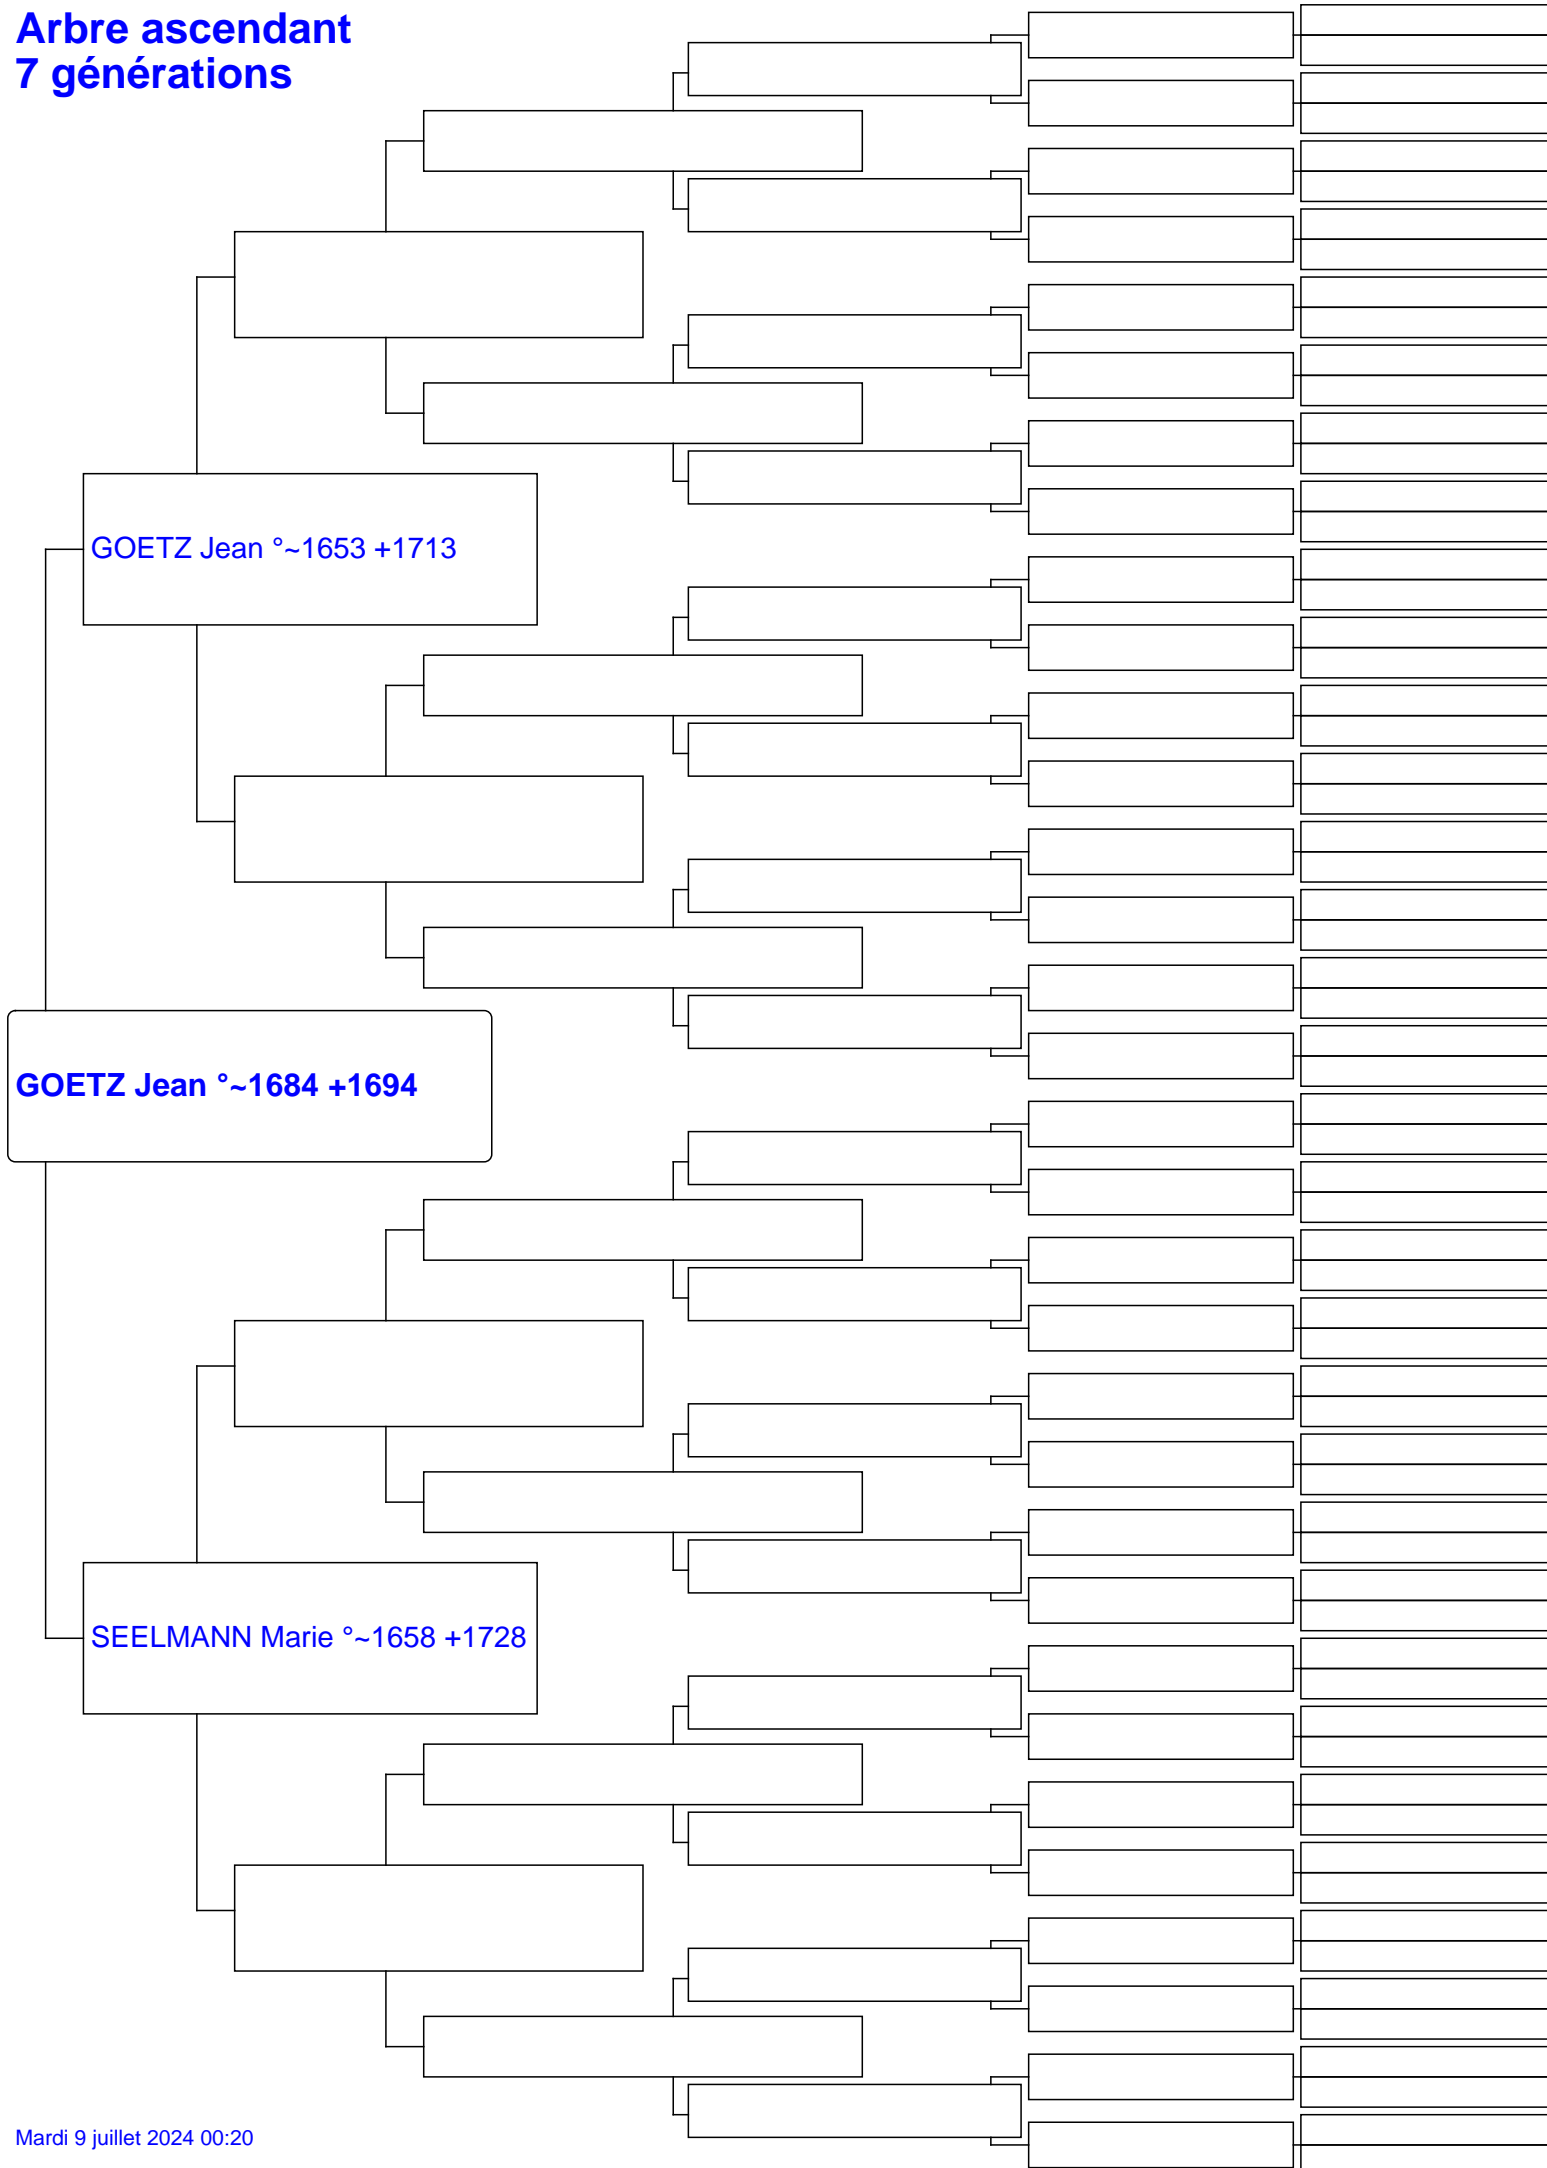 Arbre ascendant
7 générations
GOETZ Jean °~1653 +1713
GOETZ Jean °~1684 +1694
SEELMANN Marie °~1658 +1728
Mardi 9 juillet 2024 00:20